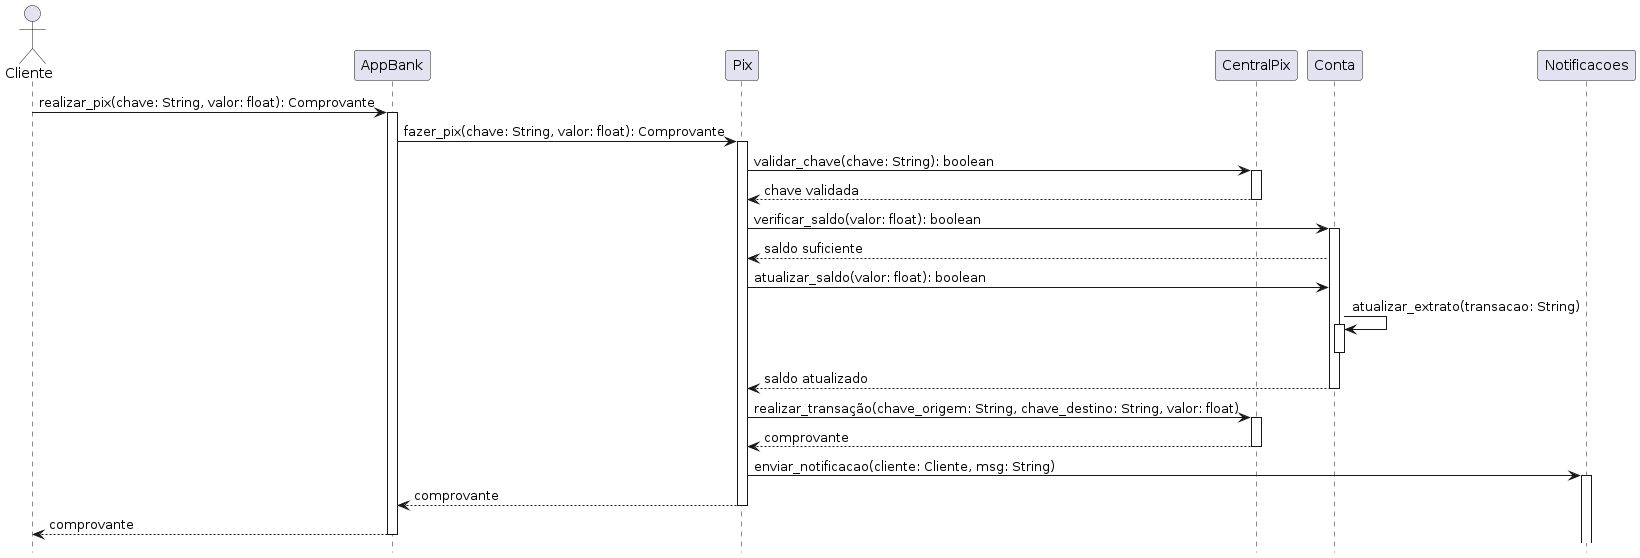 Cliente
AppBank
Pix
CentralPix
Conta
Notificacoes
realizar_pix(chave: String, valor: float): Comprovante
fazer_pix(chave: String, valor: float): Comprovante
validar_chave(chave: String): boolean
chave validada
verificar_saldo(valor: float): boolean
saldo suficiente
atualizar_saldo(valor: float): boolean
atualizar_extrato(transacao: String)
saldo atualizado
realizar_transação(chave_origem: String, chave_destino: String, valor: float)
comprovante
enviar_notificacao(cliente: Cliente, msg: String)
comprovante
comprovante